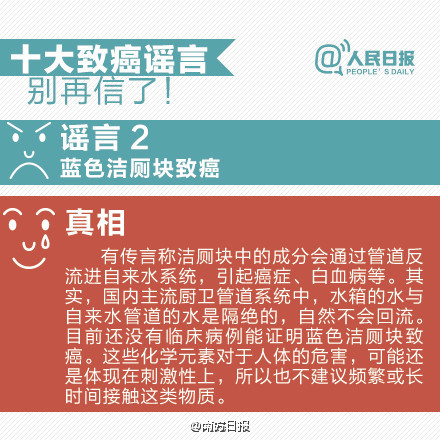 十大致癌谣言
别再信了!
@人民日报
PEOPLE'S DAILY
谣言 2
蓝色洁厕块致癌
真相
有传言称洁厕块中的成分会通过管道反
流进自来水系统,引起癌症、白血病等。其
实,国内主流厨卫管道系统中,水箱的水与
自来水管道的水是隔绝的,自然不会回流。
目前还没有临床病例能证明蓝色洁厕块致
癌。这些化学元素对于人体的危害,可能还
是体现在刺激性上,所以也不建议频繁或长
时间接触这类物质。
@南方日报